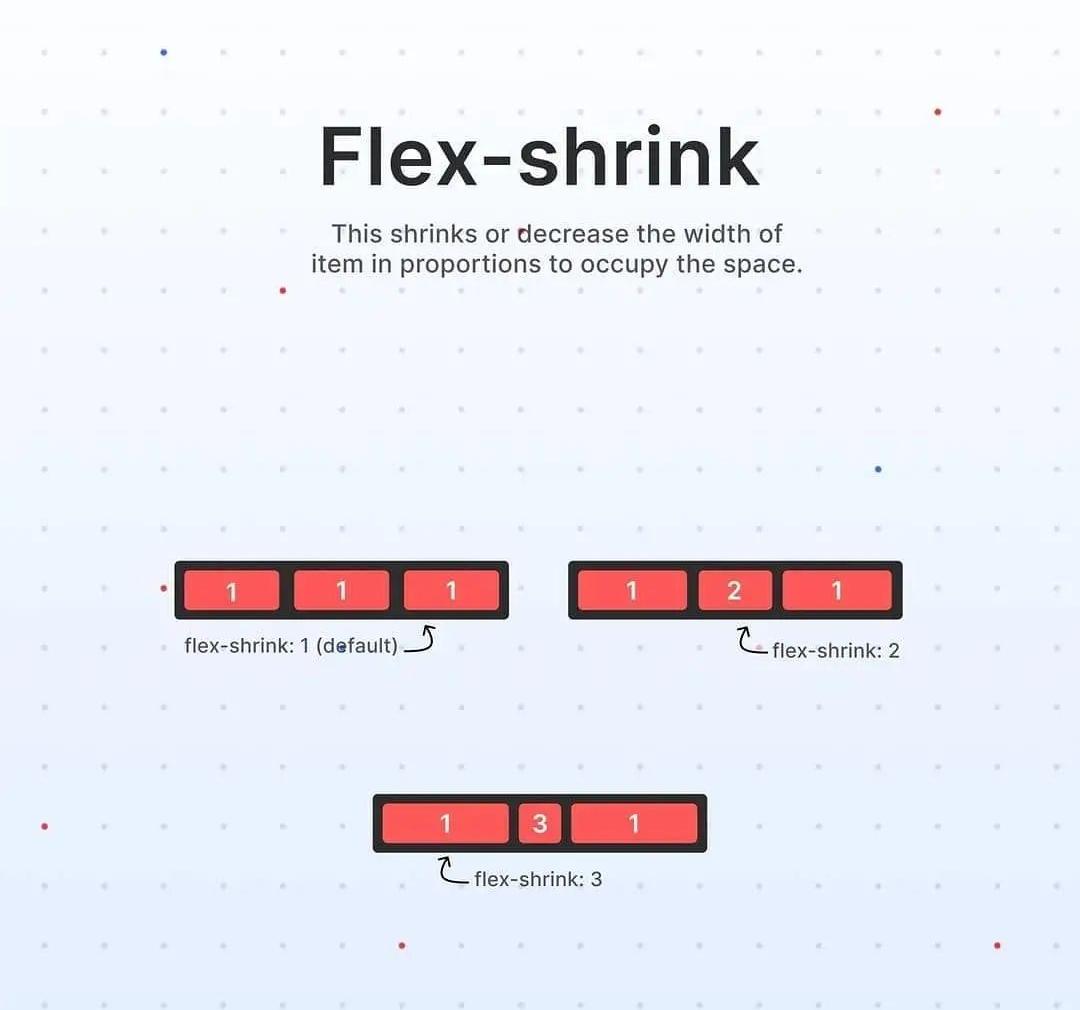 Flex-shrink
This shrinks or decrease the width of
item in proportions to occupy the space.
1 1 1
flex-shrink: 1 (default)
1 2 1
flex-shrink: 2
1 3 1
flex-shrink: 3